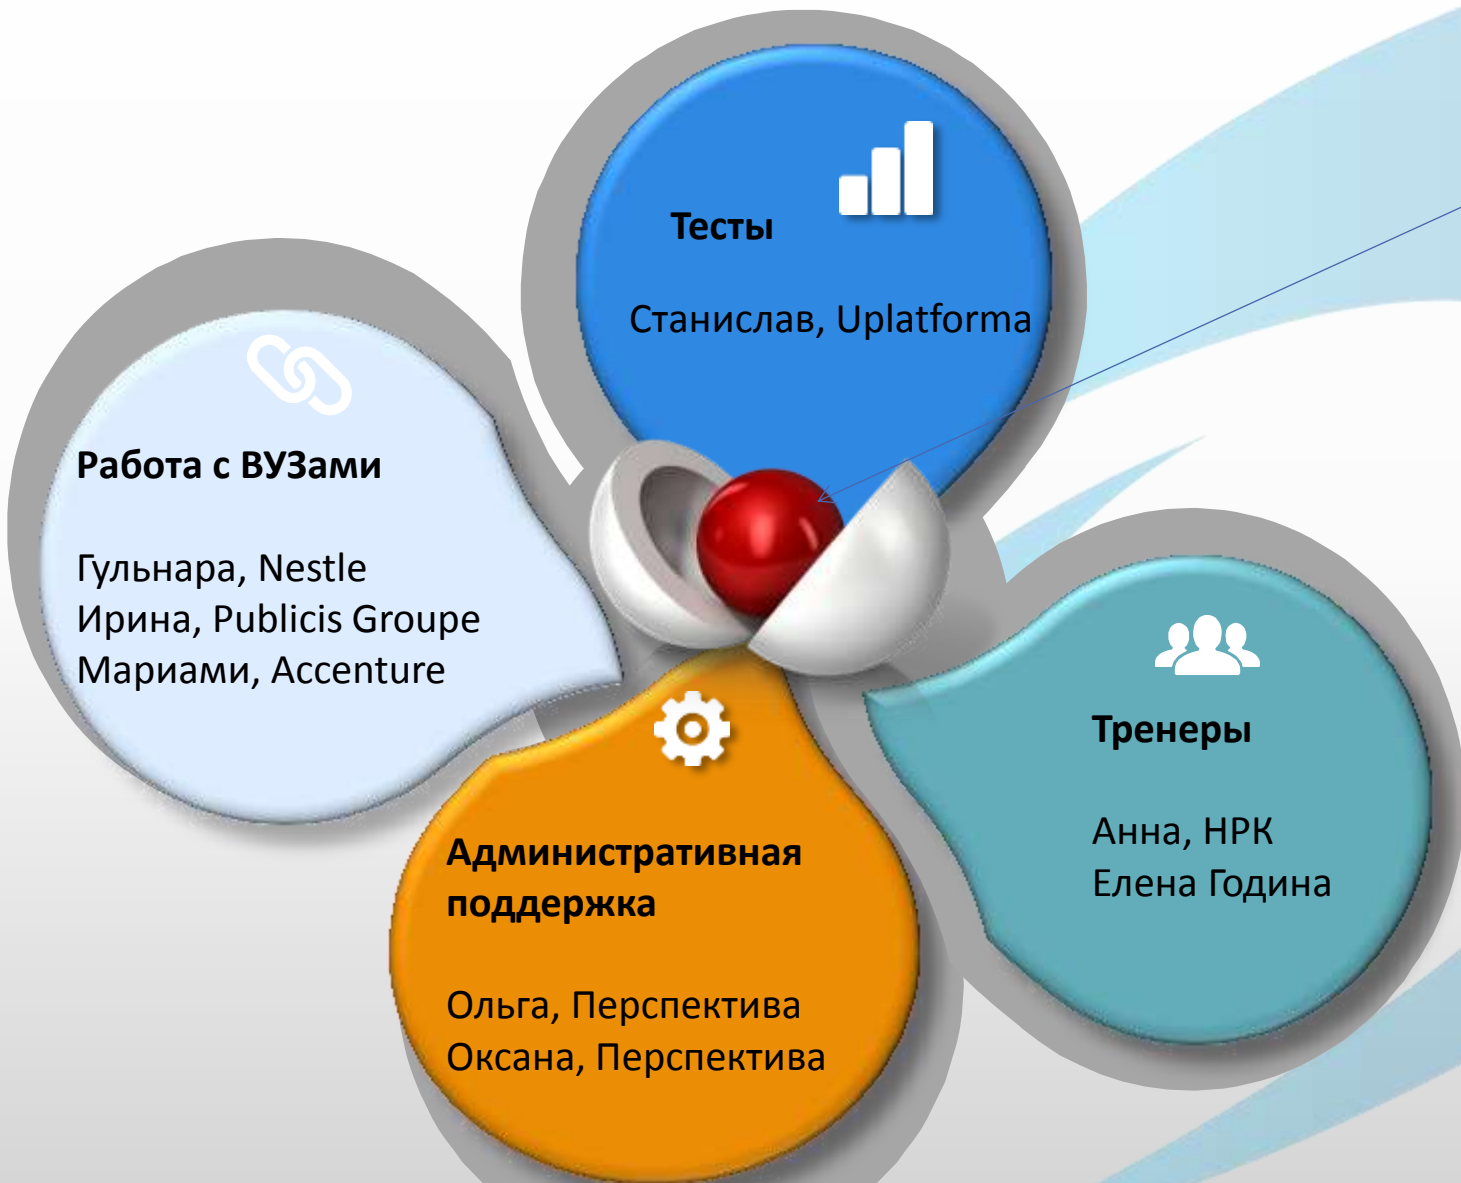 Тесты
Станислав, Uplatforma
Работа с ВУЗами
Гульнара, Nestle
Ирина, Publicis Groupe
Мариами, Accenture
Тренеры
Анна, НРК
Елена Година
Административная
поддержка
Ольга, Перспектива
Оксана, Перспектива